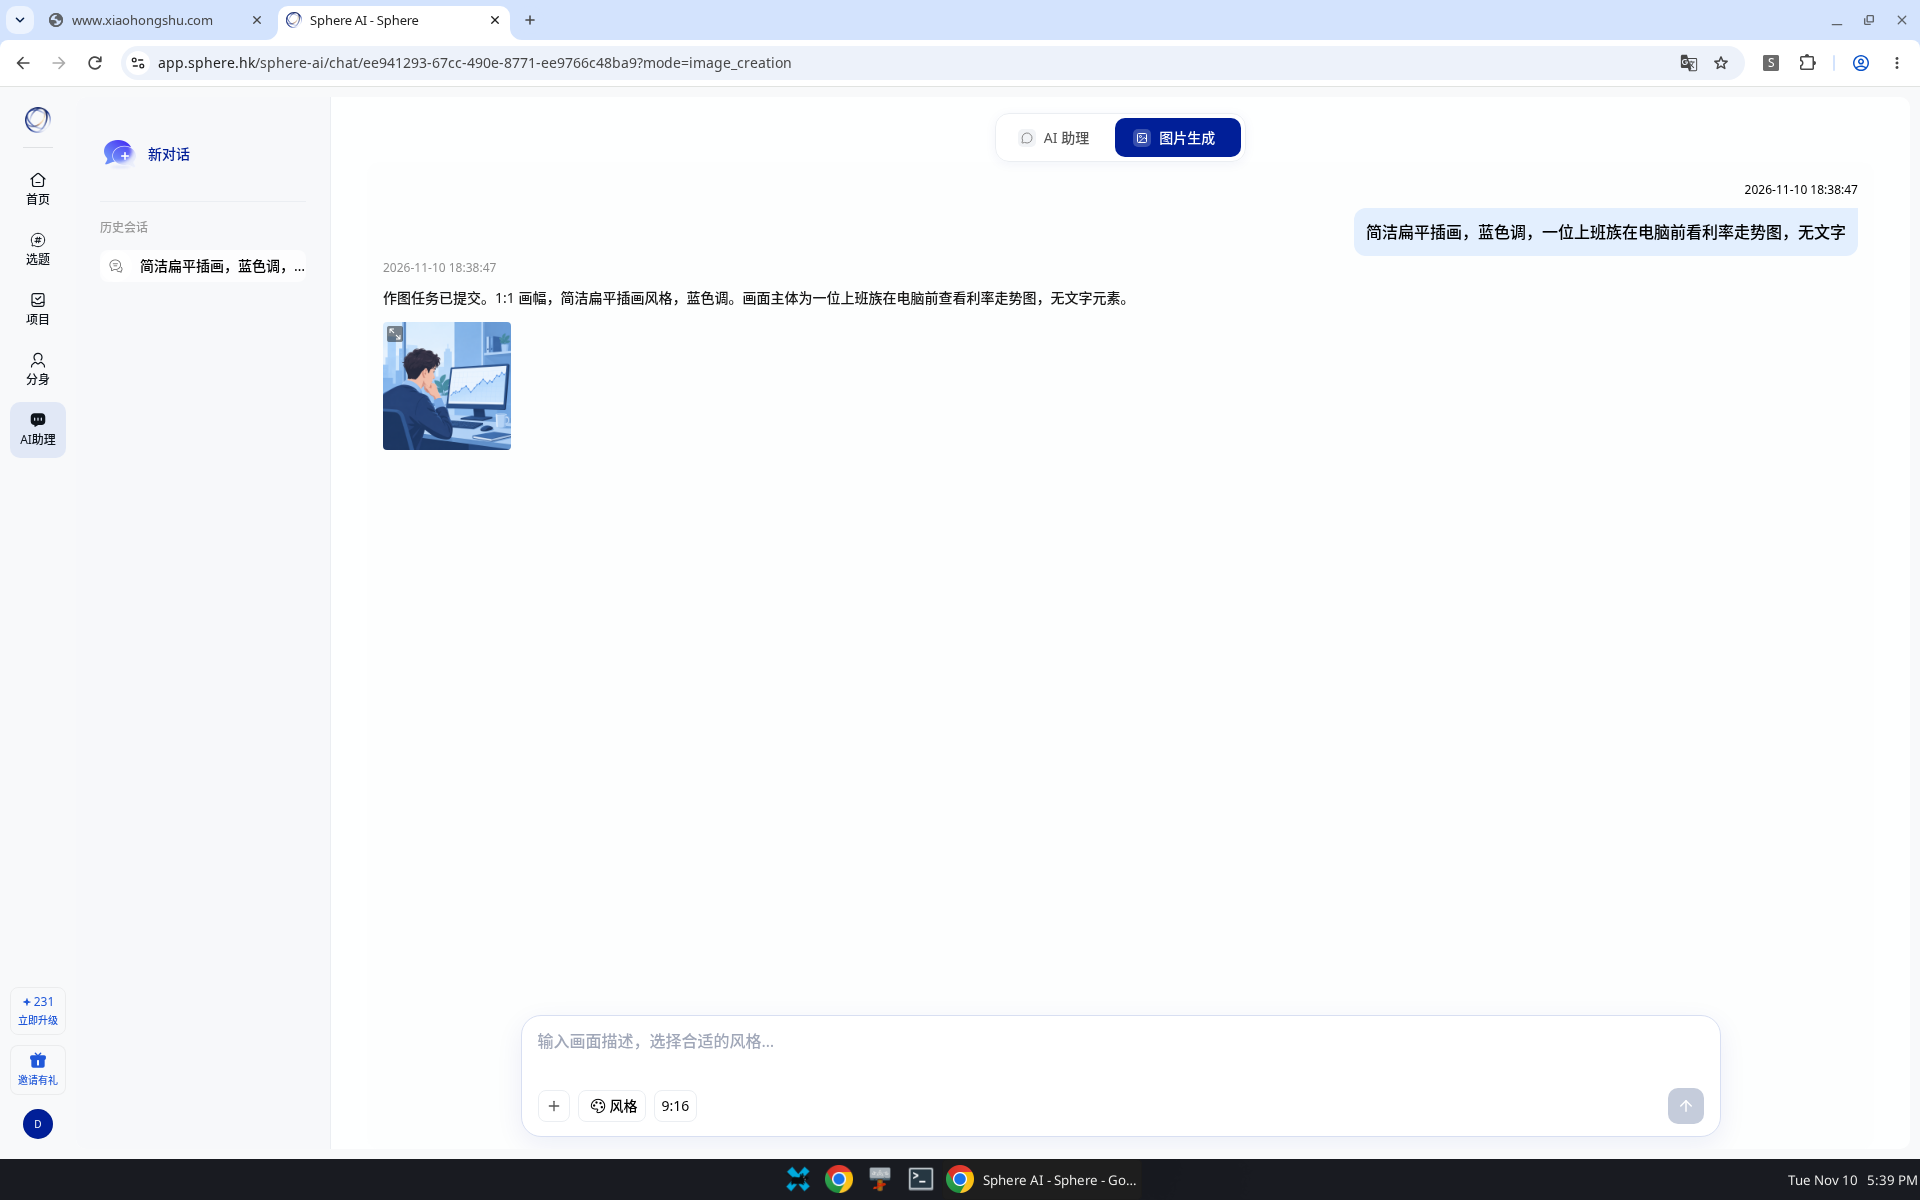 www.xiaohongshu.com
Sphere AI - Sphere
app.sphere.hk/sphere-ai/chat/ee941293-67cc-490e-8771-ee9766c48ba9?mode=image_creation
S
首页
选题
项目
分身
AI助理
231
立即升级
邀请有礼
D
新对话
历史会话
简洁扁平插画，蓝色调，...
AI 助理
图片生成
2026-11-10 18:38:47
简洁扁平插画，蓝色调，一位上班族在电脑前看利率走势图，无文字
2026-11-10 18:38:47
作图任务已提交。1:1 画幅，简洁扁平插画风格，蓝色调。画面主体为一位上班族在电脑前查看利率走势图，无文字元素。
输入画面描述，选择合适的风格...
风格
9:16
Sphere AI - Sphere - Go...
Tue Nov 10 5:39 PM